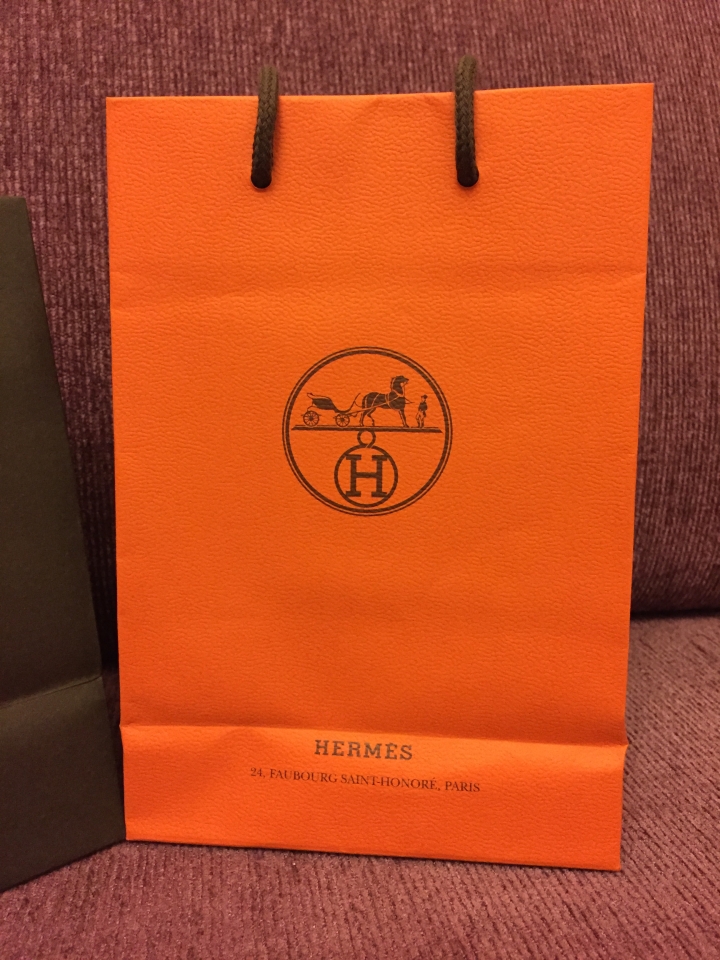 H
HERMÈS
24, FAUBOURG SAINT-HONORÉ, PARIS